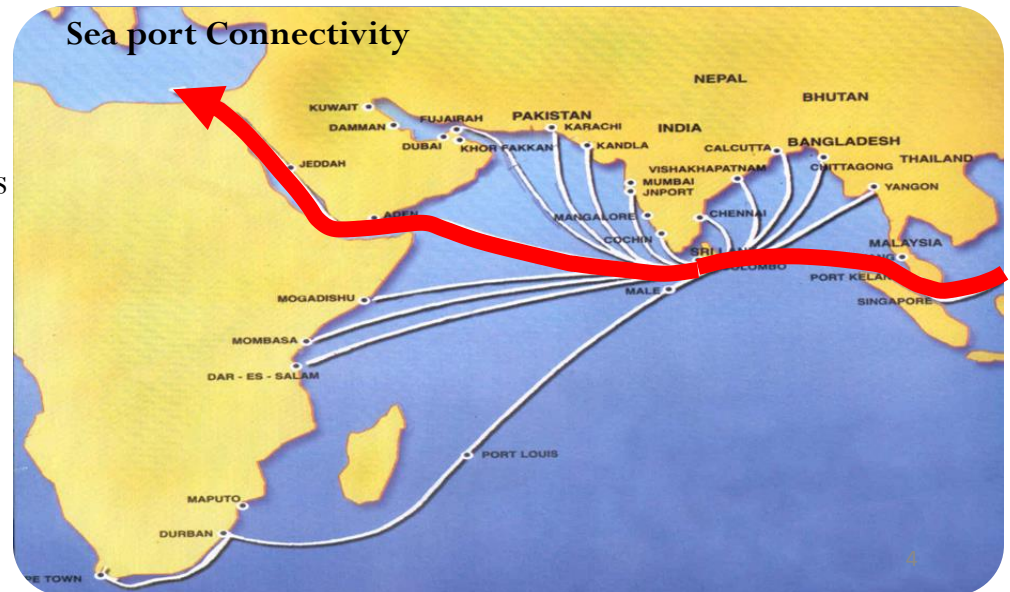 Sea port Connectivity
NEPAL
BHUTAN
KUWAIT
FUJAIRAH
PAKISTAN
DAMMAN
KARACHI
INDIA
DUBAI
KHOR FAKKAN
KANDLA
CALCUTTA
BANGLADESH
CHITTAGONG
THAILAND
JEDDAH
VISHAKHAPATNAM
MUMBAI
JNPORT
YANGON
ADEN
MANGALORE
CHENNAI
COCHIN
MALAYSIA
PORT
SINGAPORE
MALE
MOGADISHU
MOMBASA
DAR - ES - SALAM
PORT LOUIS
MAPUTO
DURBAN
TOWN
4
s